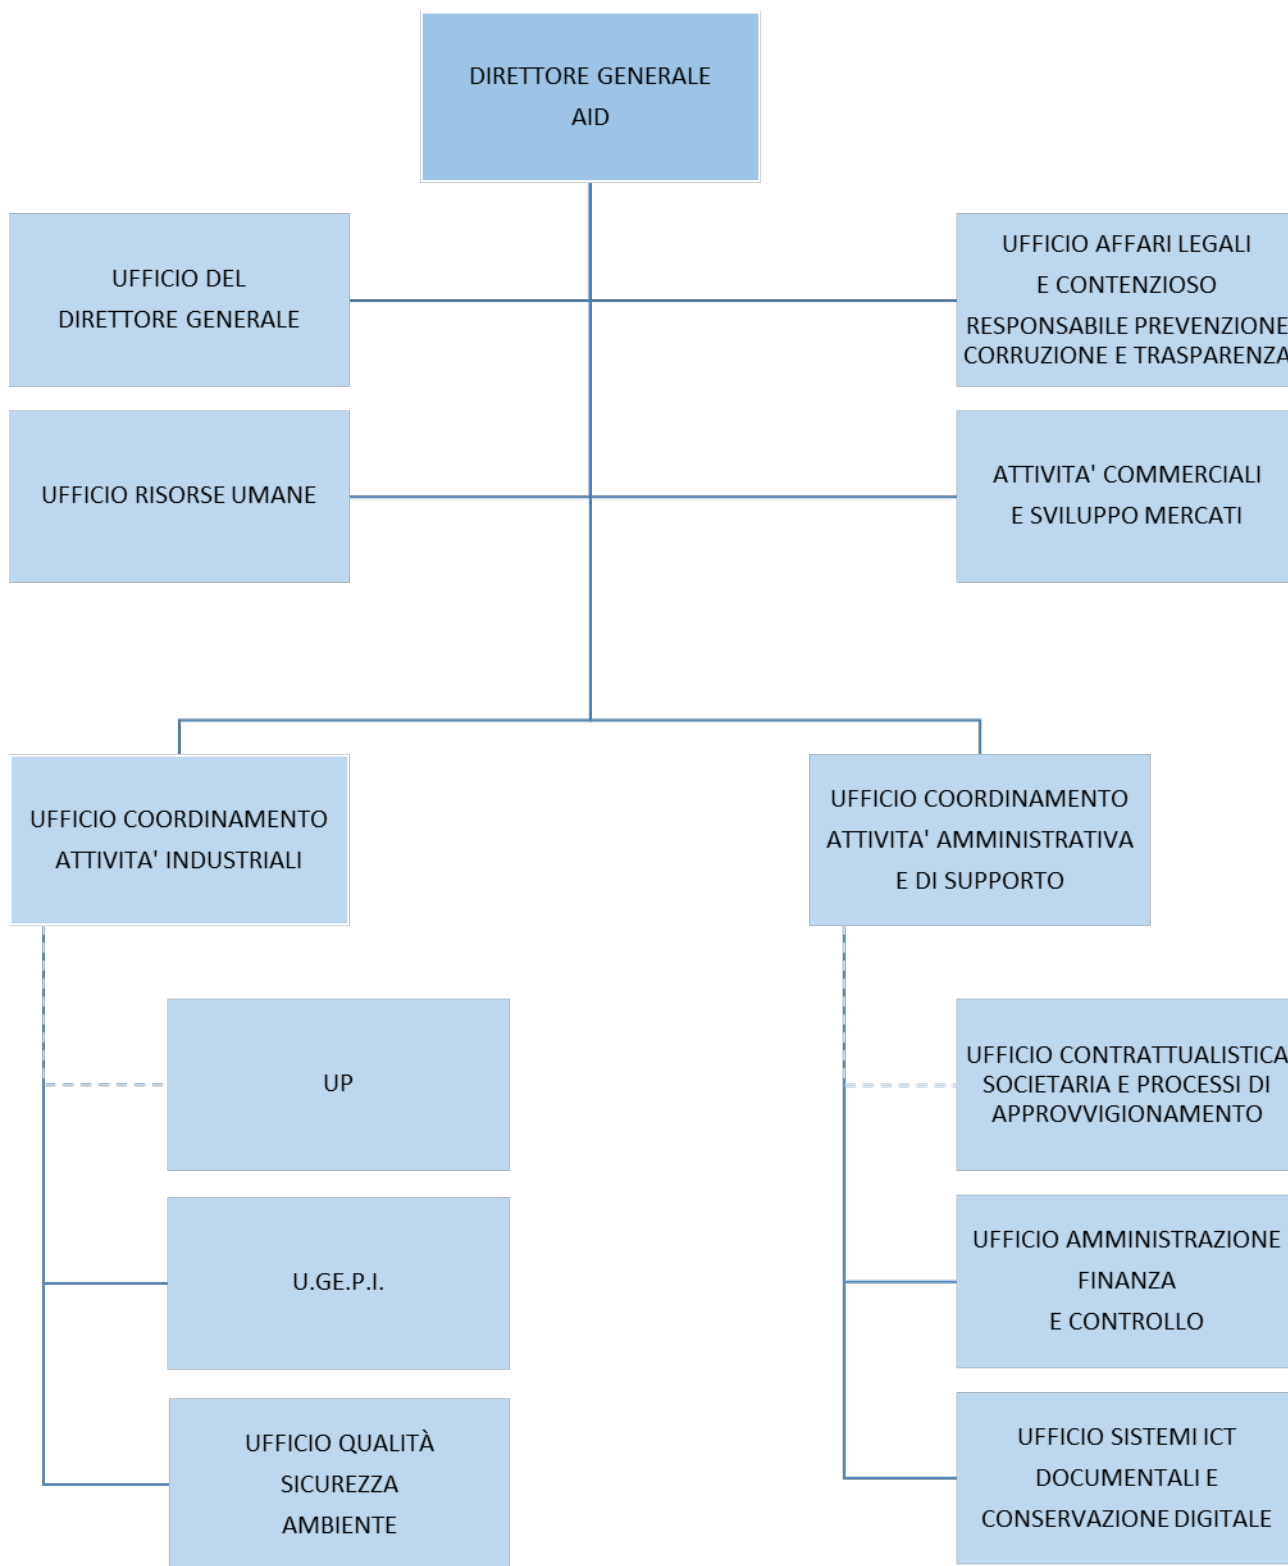 DIRETTORE GENERALE
AID
UFFICIO DEL
DIRETTORE GENERALE
UFFICIO AFFARI LEGALI
E CONTENZIOSO
RESPONSABILE PREVENZIONE
CORRUZIONE E TRASPARENZA
UFFICIO RISORSE UMANE
ATTIVITA' COMMERCIALI
E SVILUPPO MERCATI
UFFICIO COORDINAMENTO
ATTIVITA' INDUSTRIALI
UFFICIO COORDINAMENTO
ATTIVITA' AMMINISTRATIVA
E DI SUPPORTO
UP
UFFICIO CONTRATTUALISTICA
SOCIETARIA E PROCESSI DI
APPROVVIGIONAMENTO
U.GE.P.I.
UFFICIO AMMINISTRAZIONE
FINANZA
E CONTROLLO
UFFICIO QUALITÀ
SICUREZZA
AMBIENTE
UFFICIO SISTEMI ICT
DOCUMENTALI E
CONSERVAZIONE DIGITALE